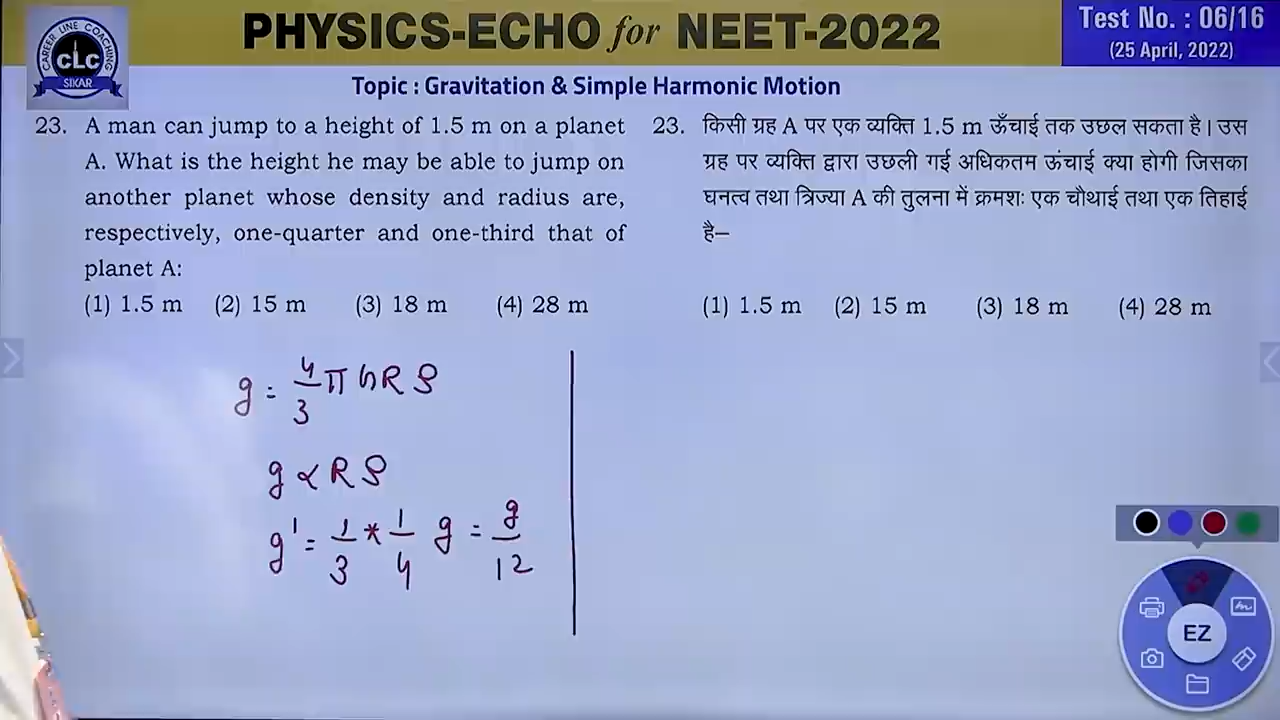 CAREER LINE COACHING
CLC
SIKAR
PHYSICS-ECHO for NEET-2022
Test No. : 06/16
(25 April, 2022)
Topic : Gravitation & Simple Harmonic Motion
23. A man can jump to a height of 1.5 m on a planet
A. What is the height he may be able to jump on
another planet whose density and radius are,
respectively, one-quarter and one-third that of
planet A:
(1) 1.5 m (2) 15 m (3) 18 m (4) 28 m
23. किसी ग्रह A पर एक व्यक्ति 1.5 m ऊँचाई तक उछल सकता है। उस
ग्रह पर व्यक्ति द्वारा उछली गई अधिकतम ऊंचाई क्या होगी जिसका
घनत्व तथा त्रिज्या A की तुलना में क्रमशः एक चौथाई तथा एक तिहाई
है–
(1) 1.5 m (2) 15 m (3) 18 m (4) 28 m
g = 4/3 π G R ρ
g ∝ R ρ
g' = 1/3 * 1/4 g = g/12
EZ